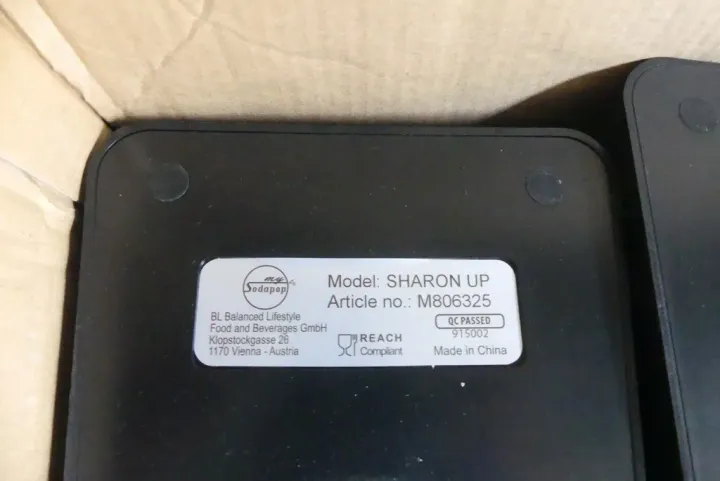 my
Sodapop
BL Balanced Lifestyle
Food and Beverages GmbH
Klopstockgasse 26
1170 Vienna - Austria
Model: SHARON UP
Article no.: M806325
QC PASSED
915002
REACH
Compliant
Made in China